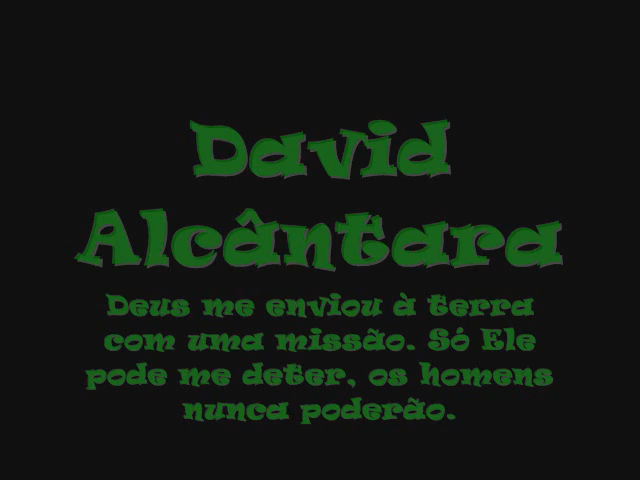 David
Alcântara
Deus me enviou à terra
com uma missão. Só Ele
pode me deter, os homens
nunca poderão.